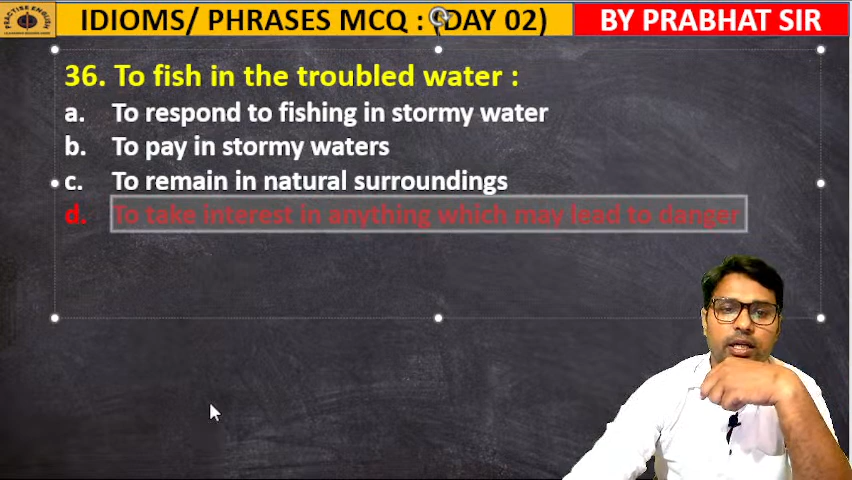 PRACTISE ENGLISH
IDIOMS/ PHRASES MCQ : (DAY 02)
BY PRABHAT SIR
36. To fish in the troubled water :
a. To respond to fishing in stormy water
b. To pay in stormy waters
c. To remain in natural surroundings
d. To take interest in anything which may lead to danger